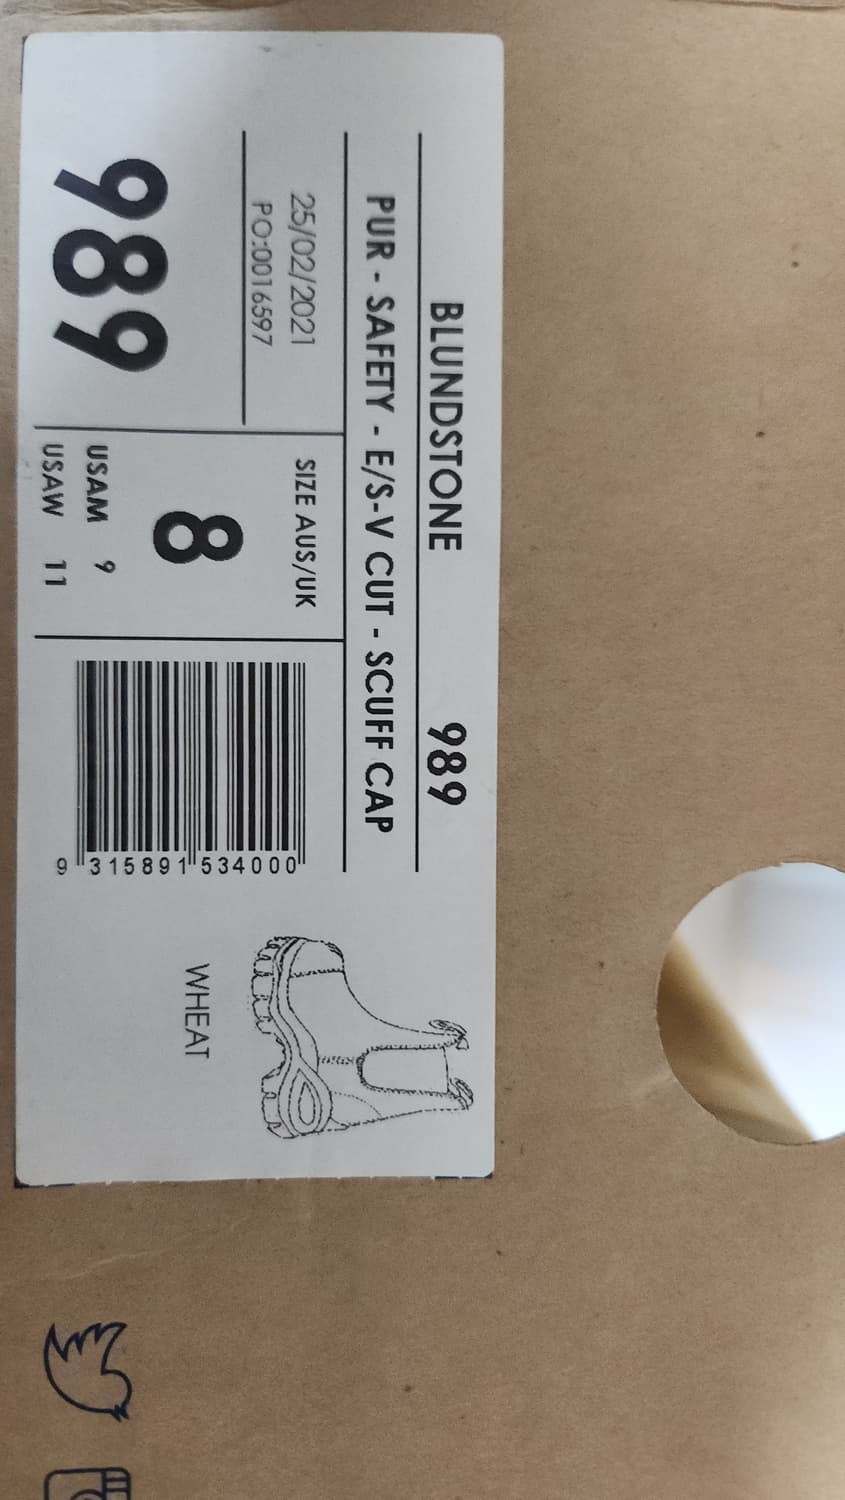 BLUNDSTONE 989
PUR - SAFETY - E/S-V CUT - SCUFF CAP
25/02/2021
PO:0016597
989
SIZE AUS/UK
8
USAM 9
USAW 11
9 315891 534000
WHEAT